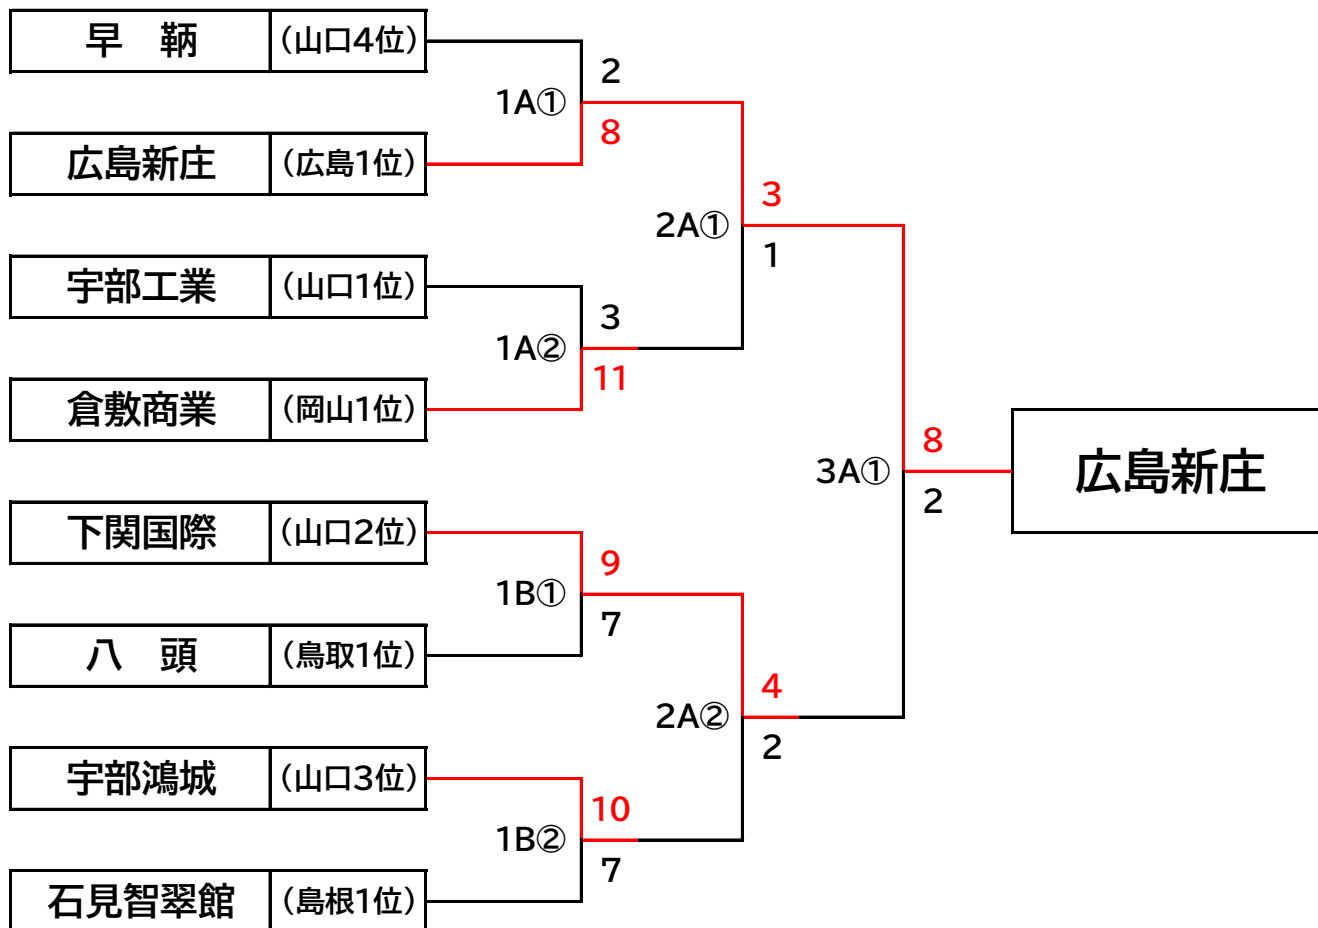 早　鞆 (山口4位)
2
1A①
8
広島新庄 (広島1位)
3
2A①
1
宇部工業 (山口1位)
3
1A②
11
倉敷商業 (岡山1位)
8
3A① 広島新庄
2
下関国際 (山口2位)
9
1B①
7
八　頭 (鳥取1位)
4
2A②
2
宇部鴻城 (山口3位)
10
1B②
7
石見智翠館 (島根1位)